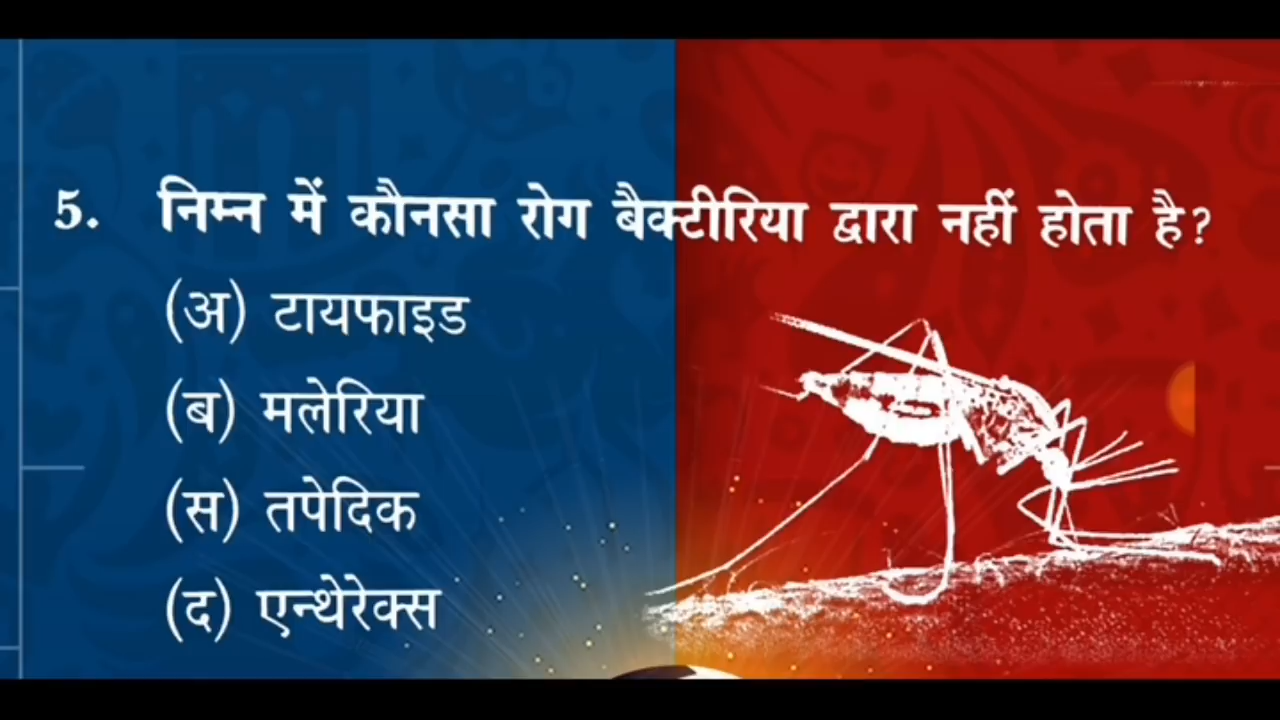 5. निम्न में कौनसा रोग बैक्टीरिया द्वारा नहीं होता है?
(अ) टायफाइड
(ब) मलेरिया
(स) तपेदिक
(द) एन्थेरेक्स